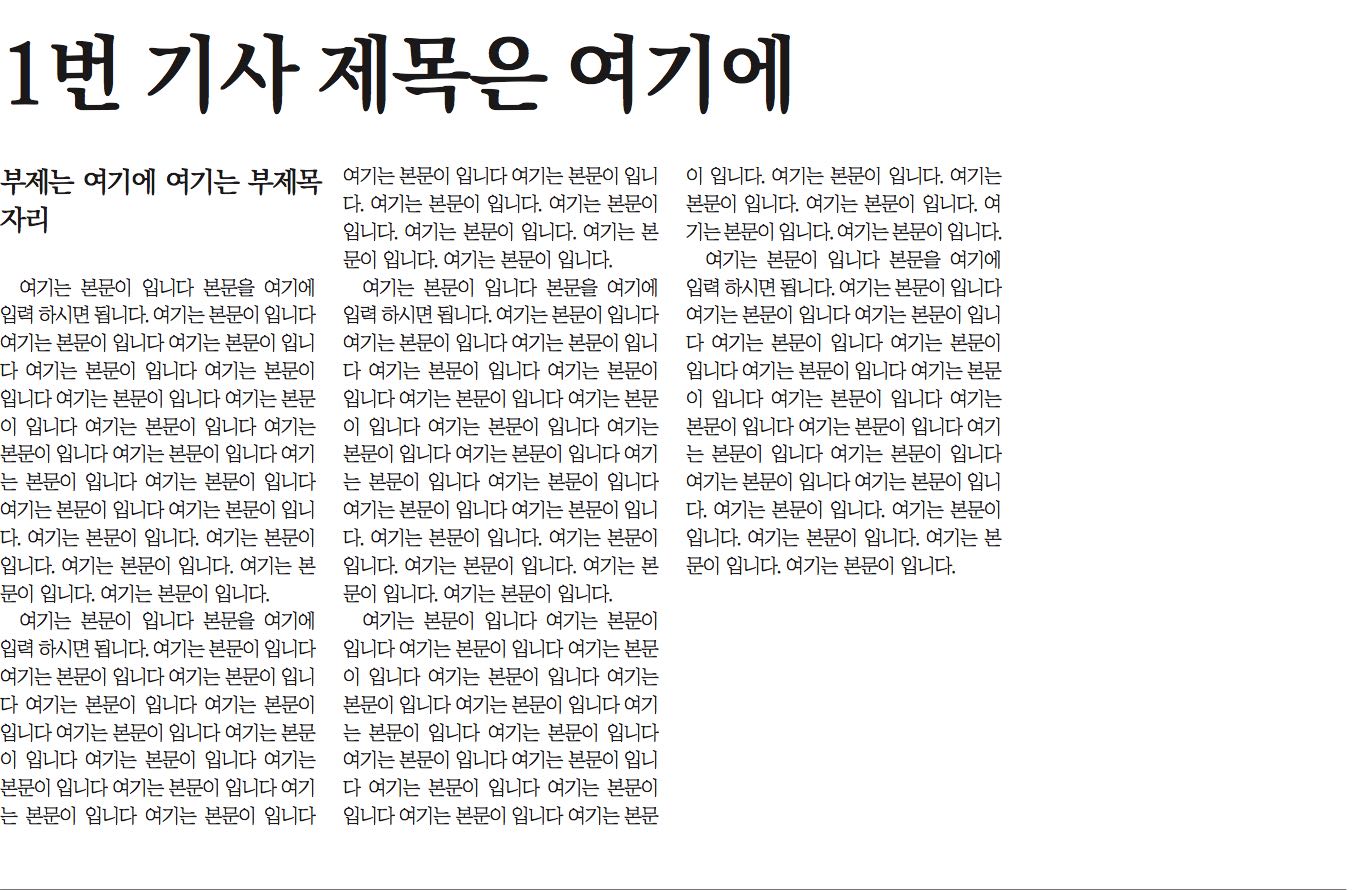 1번 기사 제목은 여기에
부제는 여기에 여기는 부제목
자리
여기는 본문이 입니다 본문을 여기에
입력 하시면 됩니다. 여기는 본문이 입니다
여기는 본문이 입니다 여기는 본문이 입니
다 여기는 본문이 입니다 여기는 본문이
입니다 여기는 본문이 입니다 여기는 본문
이 입니다 여기는 본문이 입니다 여기는
본문이 입니다 여기는 본문이 입니다 여기
는 본문이 입니다 여기는 본문이 입니다
여기는 본문이 입니다 여기는 본문이 입니
다. 여기는 본문이 입니다. 여기는 본문이
입니다. 여기는 본문이 입니다. 여기는 본
문이 입니다. 여기는 본문이 입니다.
여기는 본문이 입니다 본문을 여기에
입력 하시면 됩니다. 여기는 본문이 입니다
여기는 본문이 입니다 여기는 본문이 입니
다 여기는 본문이 입니다 여기는 본문이
입니다 여기는 본문이 입니다 여기는 본문
이 입니다 여기는 본문이 입니다 여기는
본문이 입니다 여기는 본문이 입니다 여기
는 본문이 입니다 여기는 본문이 입니다
여기는 본문이 입니다 여기는 본문이 입니
다. 여기는 본문이 입니다. 여기는 본문이
입니다. 여기는 본문이 입니다. 여기는 본
문이 입니다. 여기는 본문이 입니다.
여기는 본문이 입니다 본문을 여기에
입력 하시면 됩니다. 여기는 본문이 입니다
여기는 본문이 입니다 여기는 본문이 입니
다 여기는 본문이 입니다 여기는 본문이
입니다 여기는 본문이 입니다 여기는 본문
이 입니다 여기는 본문이 입니다 여기는
본문이 입니다 여기는 본문이 입니다 여기
는 본문이 입니다 여기는 본문이 입니다
여기는 본문이 입니다 여기는 본문이 입니
다. 여기는 본문이 입니다. 여기는 본문이
입니다. 여기는 본문이 입니다. 여기는 본
문이 입니다. 여기는 본문이 입니다.
여기는 본문이 입니다 여기는 본문이
입니다 여기는 본문이 입니다 여기는 본문
이 입니다 여기는 본문이 입니다 여기는
본문이 입니다 여기는 본문이 입니다 여기
는 본문이 입니다 여기는 본문이 입니다
여기는 본문이 입니다 여기는 본문이 입니
다 여기는 본문이 입니다 여기는 본문이
입니다 여기는 본문이 입니다 여기는 본문
이 입니다. 여기는 본문이 입니다. 여기는
본문이 입니다. 여기는 본문이 입니다. 여
기는 본문이 입니다. 여기는 본문이 입니다.
여기는 본문이 입니다 본문을 여기에
입력 하시면 됩니다. 여기는 본문이 입니다
여기는 본문이 입니다 여기는 본문이 입니
다 여기는 본문이 입니다 여기는 본문이
입니다 여기는 본문이 입니다 여기는 본문
이 입니다 여기는 본문이 입니다 여기는
본문이 입니다 여기는 본문이 입니다 여기
는 본문이 입니다 여기는 본문이 입니다
여기는 본문이 입니다 여기는 본문이 입니
다. 여기는 본문이 입니다. 여기는 본문이
입니다. 여기는 본문이 입니다. 여기는 본
문이 입니다. 여기는 본문이 입니다.